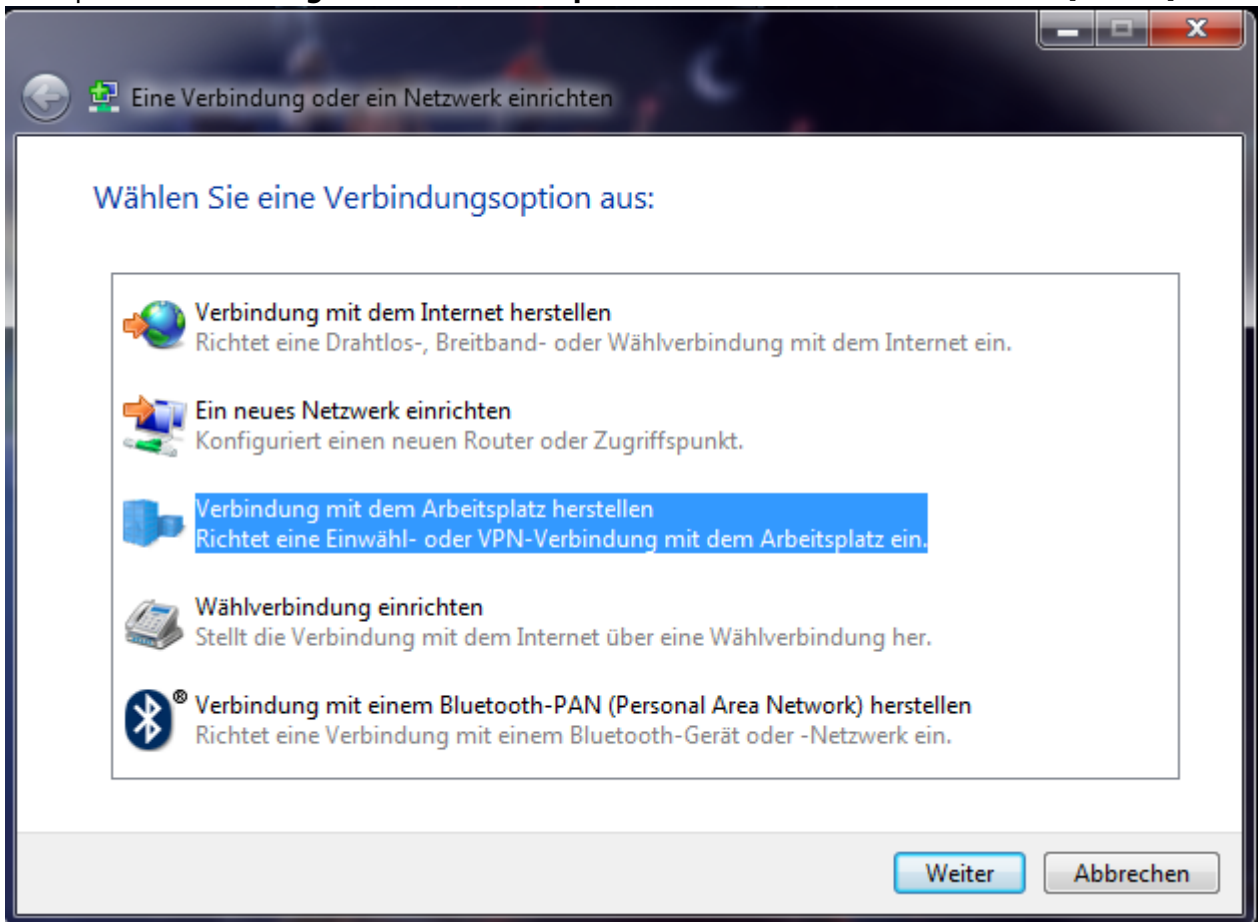 Eine Verbindung oder ein Netzwerk einrichten
Wählen Sie eine Verbindungsoption aus:
Verbindung mit dem Internet herstellen
Richtet eine Drahtlos-, Breitband- oder Wählverbindung mit dem Internet ein.
Ein neues Netzwerk einrichten
Konfiguriert einen neuen Router oder Zugriffspunkt.
Verbindung mit dem Arbeitsplatz herstellen
Richtet eine Einwähl- oder VPN-Verbindung mit dem Arbeitsplatz ein.
Wählverbindung einrichten
Stellt die Verbindung mit dem Internet über eine Wählverbindung her.
®
Verbindung mit einem Bluetooth-PAN (Personal Area Network) herstellen
Richtet eine Verbindung mit einem Bluetooth-Gerät oder -Netzwerk ein.
Weiter Abbrechen